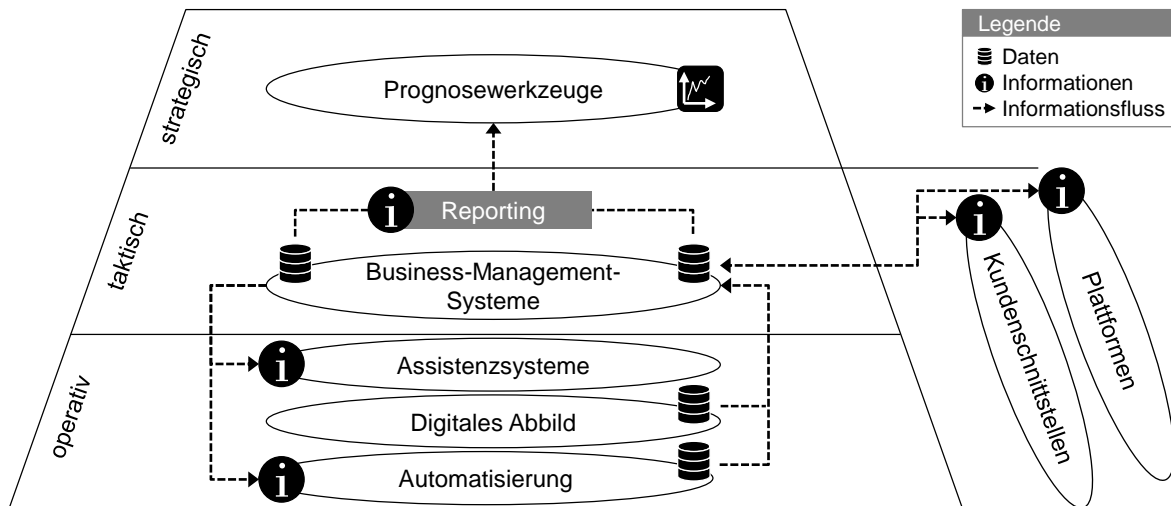 strategisch
Prognosewerkzeuge
Legende
Daten
i Informationen
Informationsfluss
taktisch
i Reporting
Business-Management-
Systeme
i
Kundenschnittstellen
i
Plattformen
operativ
i Assistenzsysteme
Digitales Abbild
i Automatisierung